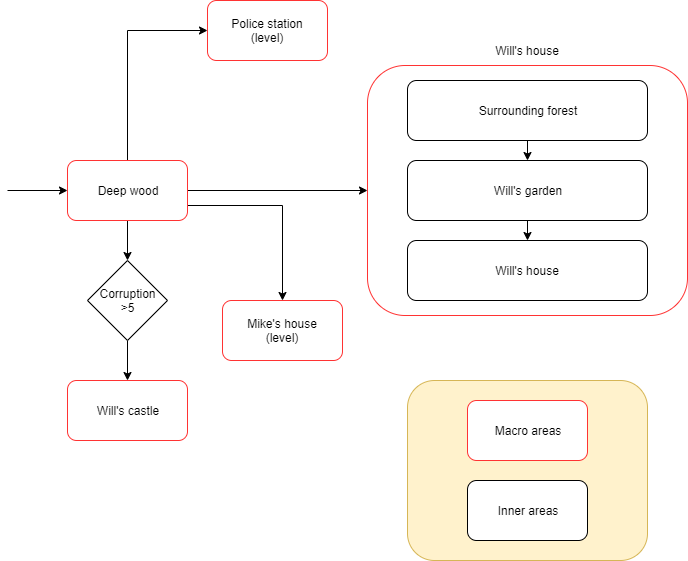 Police station
(level)
Will's house
Surrounding forest
Deep wood
Will's garden
Will's house
Corruption
>5
Mike's house
(level)
Will's castle
Macro areas
Inner areas